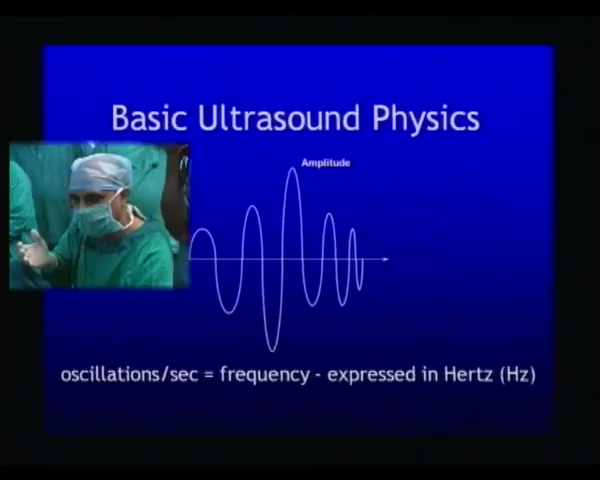 Basic Ultrasound Physics
Amplitude
oscillations/sec = frequency - expressed in Hertz (Hz)